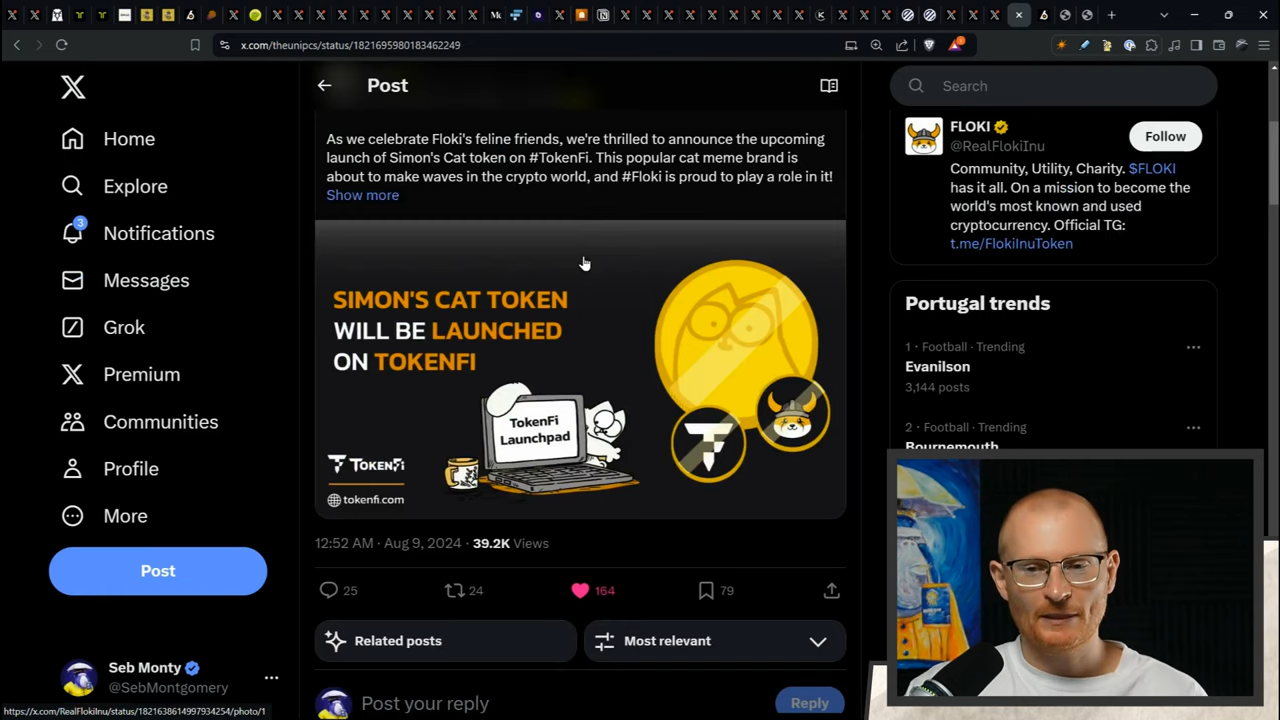 x.com/theunipcs/status/1821695980183462249
Home
Explore
3
Notifications
Messages
Grok
Premium
Communities
Profile
More
Post
Seb Monty
@SebMontgomery
https://x.com/RealFlokiInu/status/1821638614997934254/photo/1
Post
As we celebrate Floki's feline friends, we're thrilled to announce the upcoming
launch of Simon's Cat token on #TokenFi. This popular cat meme brand is
about to make waves in the crypto world, and #Floki is proud to play a role in it!
Show more
SIMON'S CAT TOKEN
WILL BE LAUNCHED
ON TOKENFI
TokenFi
Launchpad
TOKENFI
tokenfi.com
12:52 AM · Aug 9, 2024 · 39.2K Views
25
24
164
79
Related posts
Most relevant
Post your reply
Reply
Search
FLOKI
@RealFlokiInu
Follow
Community, Utility, Charity. $FLOKI
has it all. On a mission to become the
world's most known and used
cryptocurrency. Official TG:
t.me/FlokiInuToken
Portugal trends
1 · Football · Trending
Evanilson
3,144 posts
2 · Football · Trending
Bournemouth